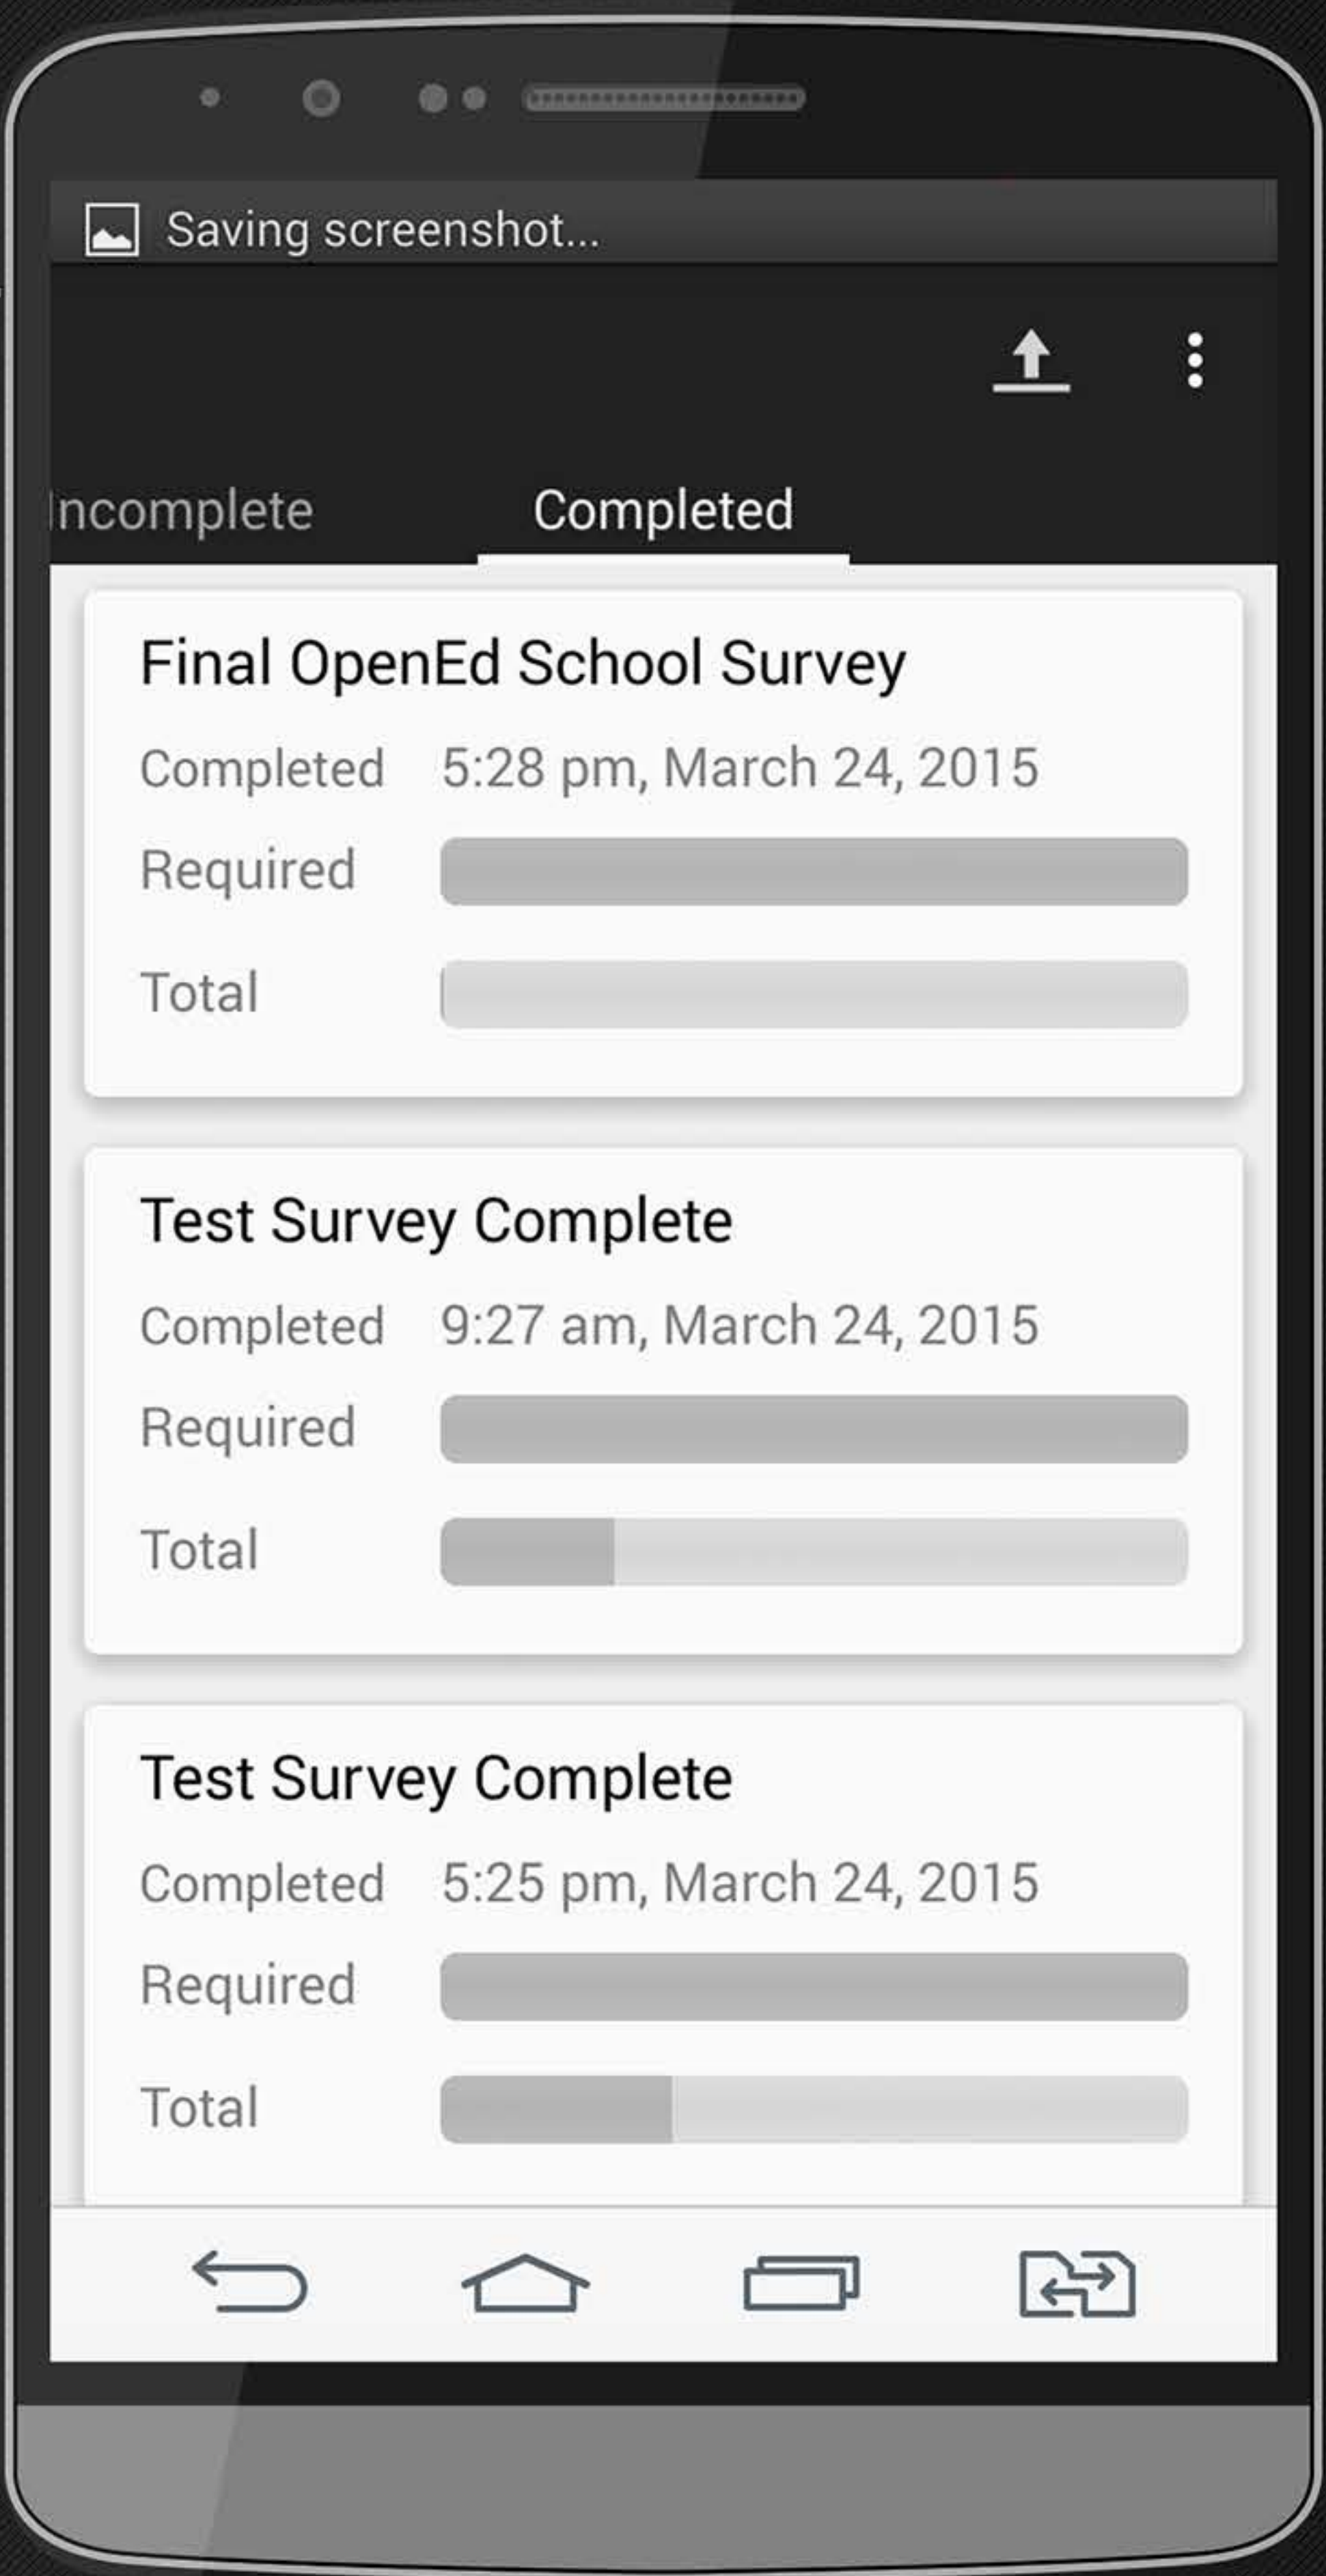 Saving screenshot...
Incomplete Completed
Final OpenEd School Survey
Completed 5:28 pm, March 24, 2015
Required
Total
Test Survey Complete
Completed 9:27 am, March 24, 2015
Required
Total
Test Survey Complete
Completed 5:25 pm, March 24, 2015
Required
Total